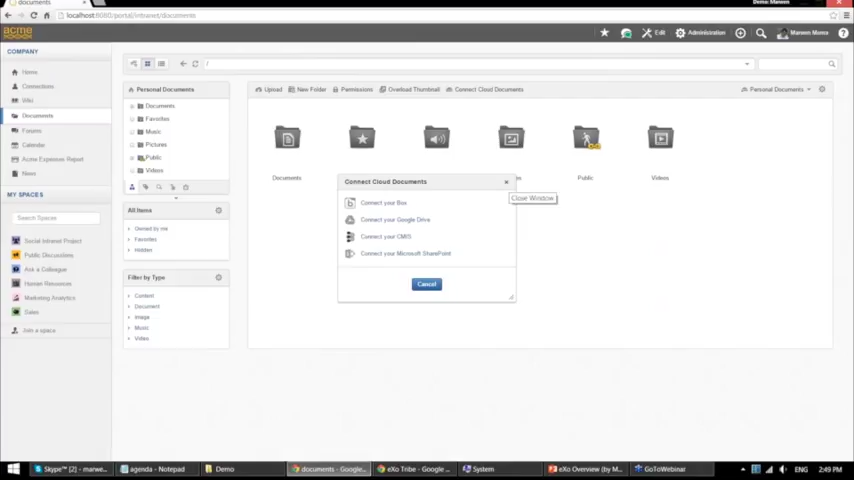 documents
Demo: Marwen
localhost:8080/portal/intranet/documents
acme
Edit
Administration
COMPANY
Home
Connections
Wiki
Documents
Forums
Calendar
Acme Expenses Report
News
MY SPACES
Search Spaces
Social Intranet Project
Public Discussions
Ask a Colleague
Human Resources
Marketing Analytics
Sales
Join a space
/
Personal Documents
Documents
Favorites
Music
Pictures
Public
Videos
All Items
Owned by me
Favorites
Hidden
Filter by Type
Content
Document
Image
Music
Video
Upload
New Folder
Permissions
Overload Thumbnail
Connect Cloud Documents
Personal Documents
Documents
Public
Videos
Connect Cloud Documents
Close Window
Connect your Box
Connect your Google Drive
Connect your CMIS
Connect your Microsoft SharePoint
Cancel
Skype™ [2] - marwe...
agenda - Notepad
Demo
documents - Google...
eXo Tribe - Google ...
System
eXo Overview (by M...
GoToWebinar
ENG
2:49 PM